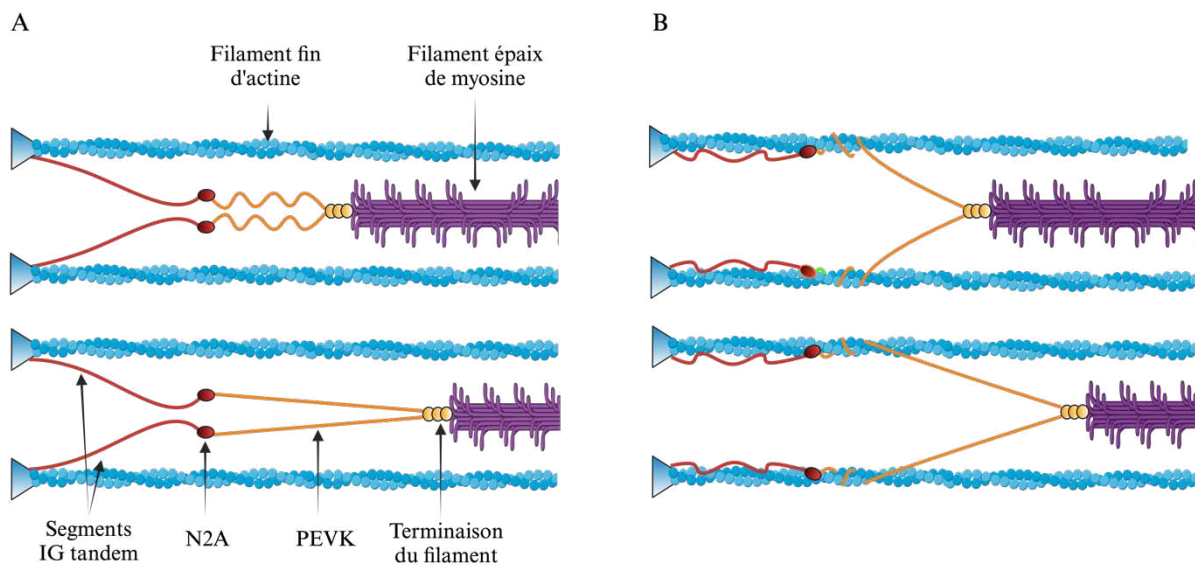 A
B
Filament fin
d'actine
Filament épaix
de myosine
Segments
IG tandem
N2A
PEVK
Terminaison
du filament